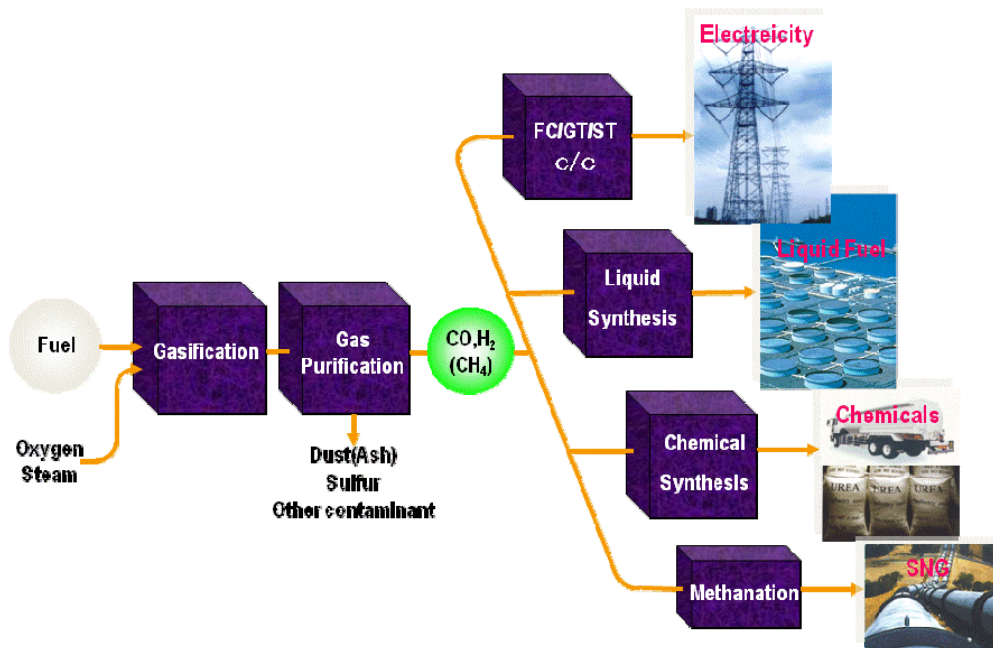 Electreicity
FC/GT/ST
c/c
Liquid Fuel
Liquid
Synthesis
Fuel
Gasification
Gas
Purification
CO,H₂
(CH₄)
Oxygen
Steam
Dust(Ash)
Sulfur
Other contaminant
Chemicals
Chemical
Synthesis
UREA
UREA
UREA
SNG
Methanation